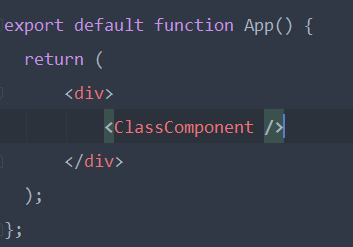 export default function App() {
  return (
    <div>
      <ClassComponent />
    </div>
  );
};